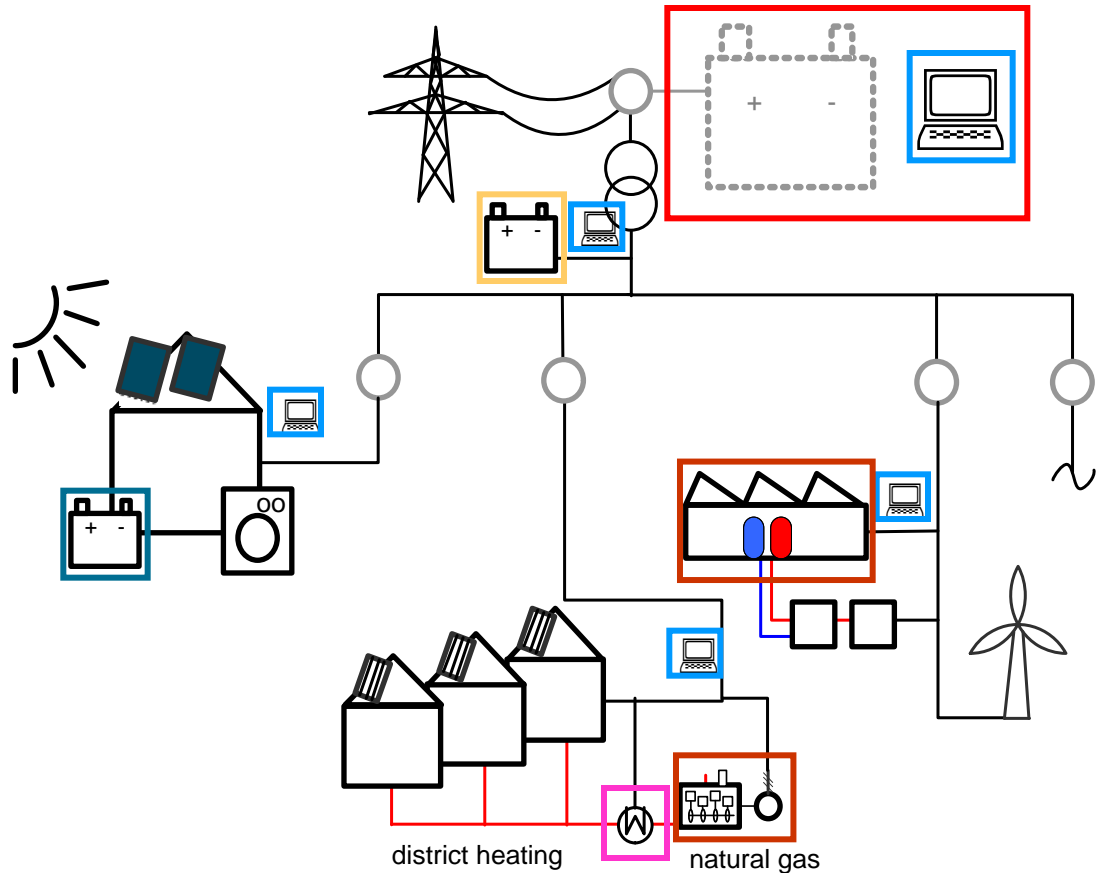 + -
+ -
+ -
district heating
natural gas